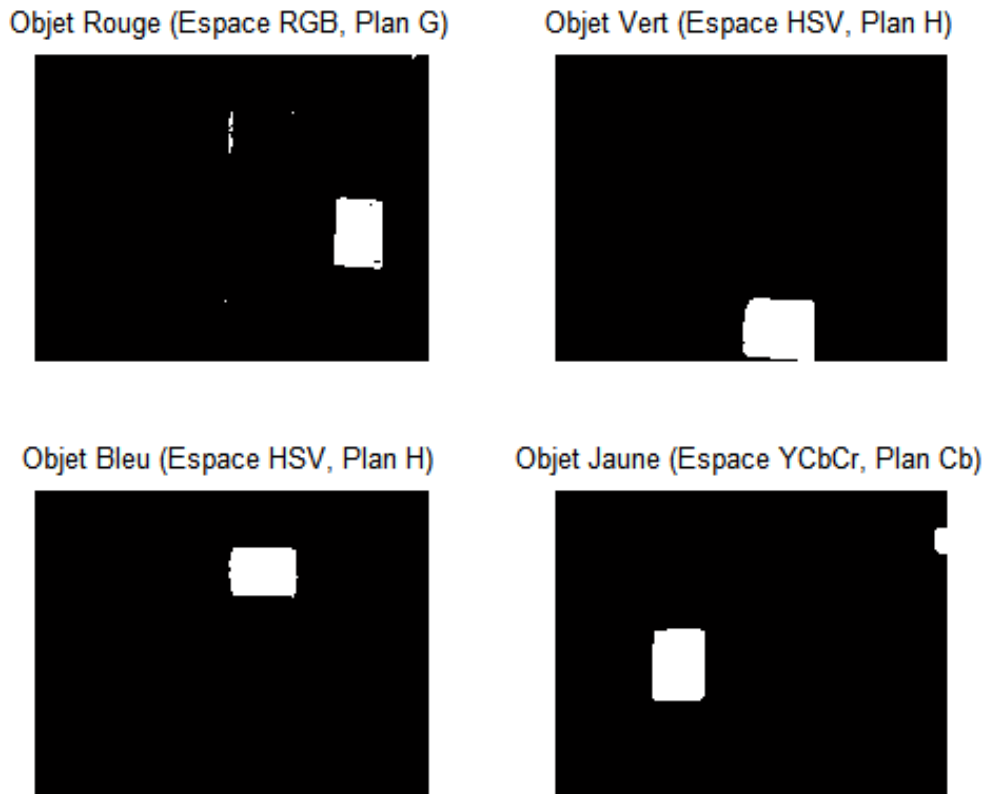 Objet Rouge (Espace RGB, Plan G)
Objet Vert (Espace HSV, Plan H)
Objet Bleu (Espace HSV, Plan H)
Objet Jaune (Espace YCbCr, Plan Cb)